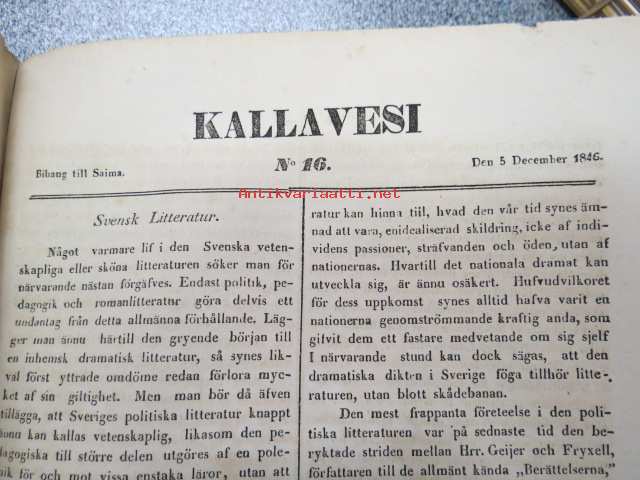 KALLAVESI
Bihang till Saima.
No 16.
Den 5 December 1846.
Antikvariaatti.net
Svensk Litteratur.
Något varmare lif i den Svenska veten-
skapliga eller sköna litteraturen söker man för
närvarande nästan förgäfves. Endast politik, pe-
dagogik och romanlitteratur göra delvis ett
undantag från detta allmänna förhållande. Läg-
ger man ännu härtill den gryende början till
en inhemsk dramatisk litteratur, så synes lik-
väl först yttrade omdöme redan förlora myc-
ket af sin giltighet. Men man bör då äfven
tillägga, att Sveriges politiska litteratur knappt
kan kallas vetenskaplig, likasom den pe-
dagogiska till större delen utgöres af en pole-
mik för och mot vissa enstaka läror, utan att
ratur kan hinna till, hvad den vår tid synes äm-
nad att vara, enidealiserad skildring, icke af indi-
videns passioner, sträfvanden och öden, utan af
nationernas. Hvartill det nationala dramat kan
utveckla sig, är ännu osäkert. Hufvudvilkoret
för dess uppkomst synes alltid hafva varit en
nationerna genomströmmande kraftig anda, som
gifvit dem ett fastare medvetande om sig sjelf
I närvarande stund kan dock sägas, att den
dramatiska dikten i Sverige föga tillhör litte-
raturen, utan blott skådebanan.
Den mest frappanta företeelse i den poli-
tiska litteraturen var på sednaste tid den be-
ryktade striden mellan Hrr. Geijer och Fryxell,
författaren till de allmänt kända „Berättelserna,”